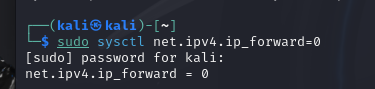 ┌──(kali㉿kali)-[~]
└─$ sudo sysctl net.ipv4.ip_forward=0
[sudo] password for kali:
net.ipv4.ip_forward = 0